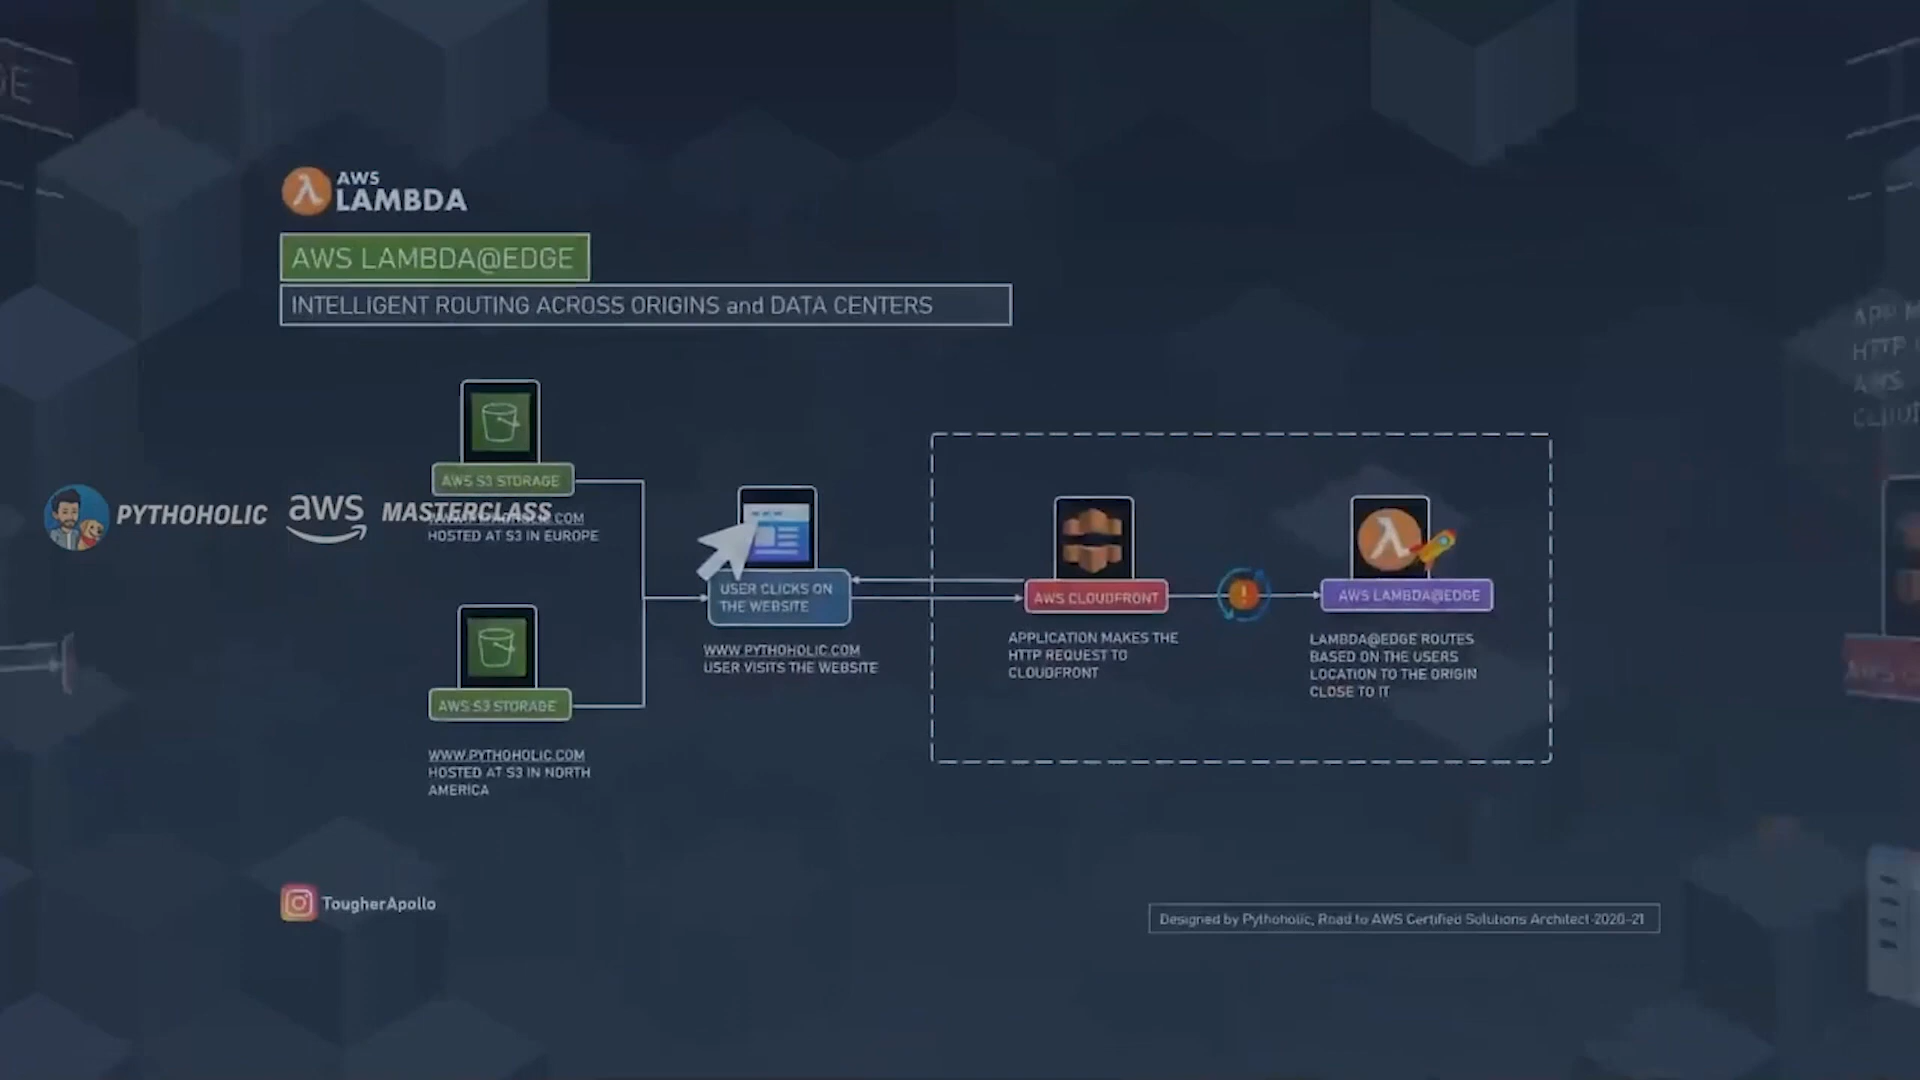 AWS
LAMBDA
AWS LAMBDA@EDGE
INTELLIGENT ROUTING ACROSS ORIGINS and DATA CENTERS
AWS S3 STORAGE
WWW.PYTHOHOLIC.COM
HOSTED AT S3 IN EUROPE
PYTHOHOLIC aws MASTERCLASS
USER CLICKS ON
THE WEBSITE
WWW.PYTHOHOLIC.COM
USER VISITS THE WEBSITE
AWS CLOUDFRONT
APPLICATION MAKES THE
HTTP REQUEST TO
CLOUDFRONT
AWS LAMBDA@EDGE
LAMBDA@EDGE ROUTES
BASED ON THE USERS
LOCATION TO THE ORIGIN
CLOSE TO IT
AWS S3 STORAGE
WWW.PYTHOHOLIC.COM
HOSTED AT S3 IN NORTH
AMERICA
TougherApollo
Designed by Pythoholic, Road to AWS Certified Solutions Architect-2020-21